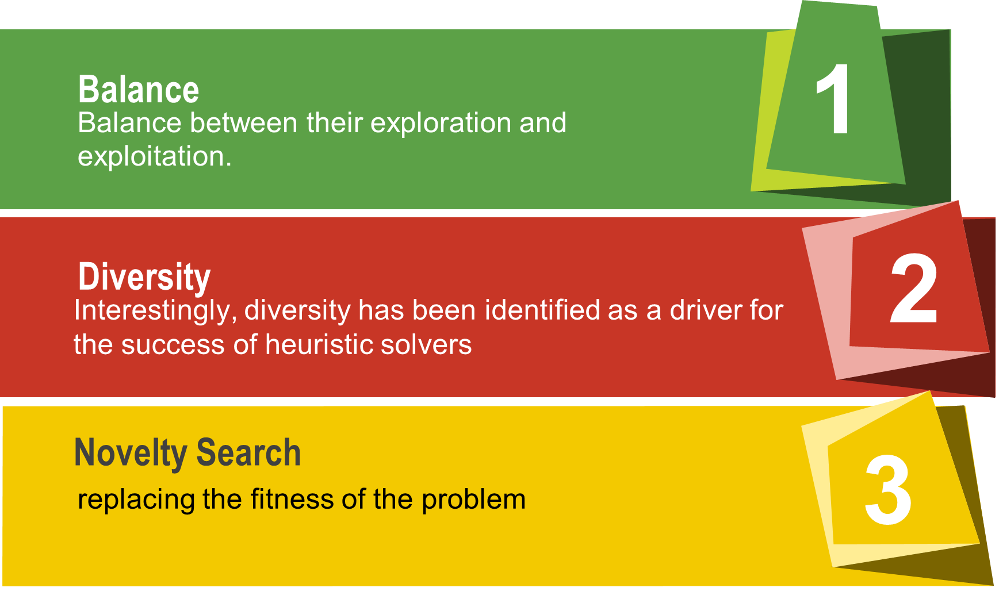 Balance
Balance between their exploration and
exploitation.
1
Diversity
Interestingly, diversity has been identified as a driver for
the success of heuristic solvers
2
Novelty Search
replacing the fitness of the problem
3